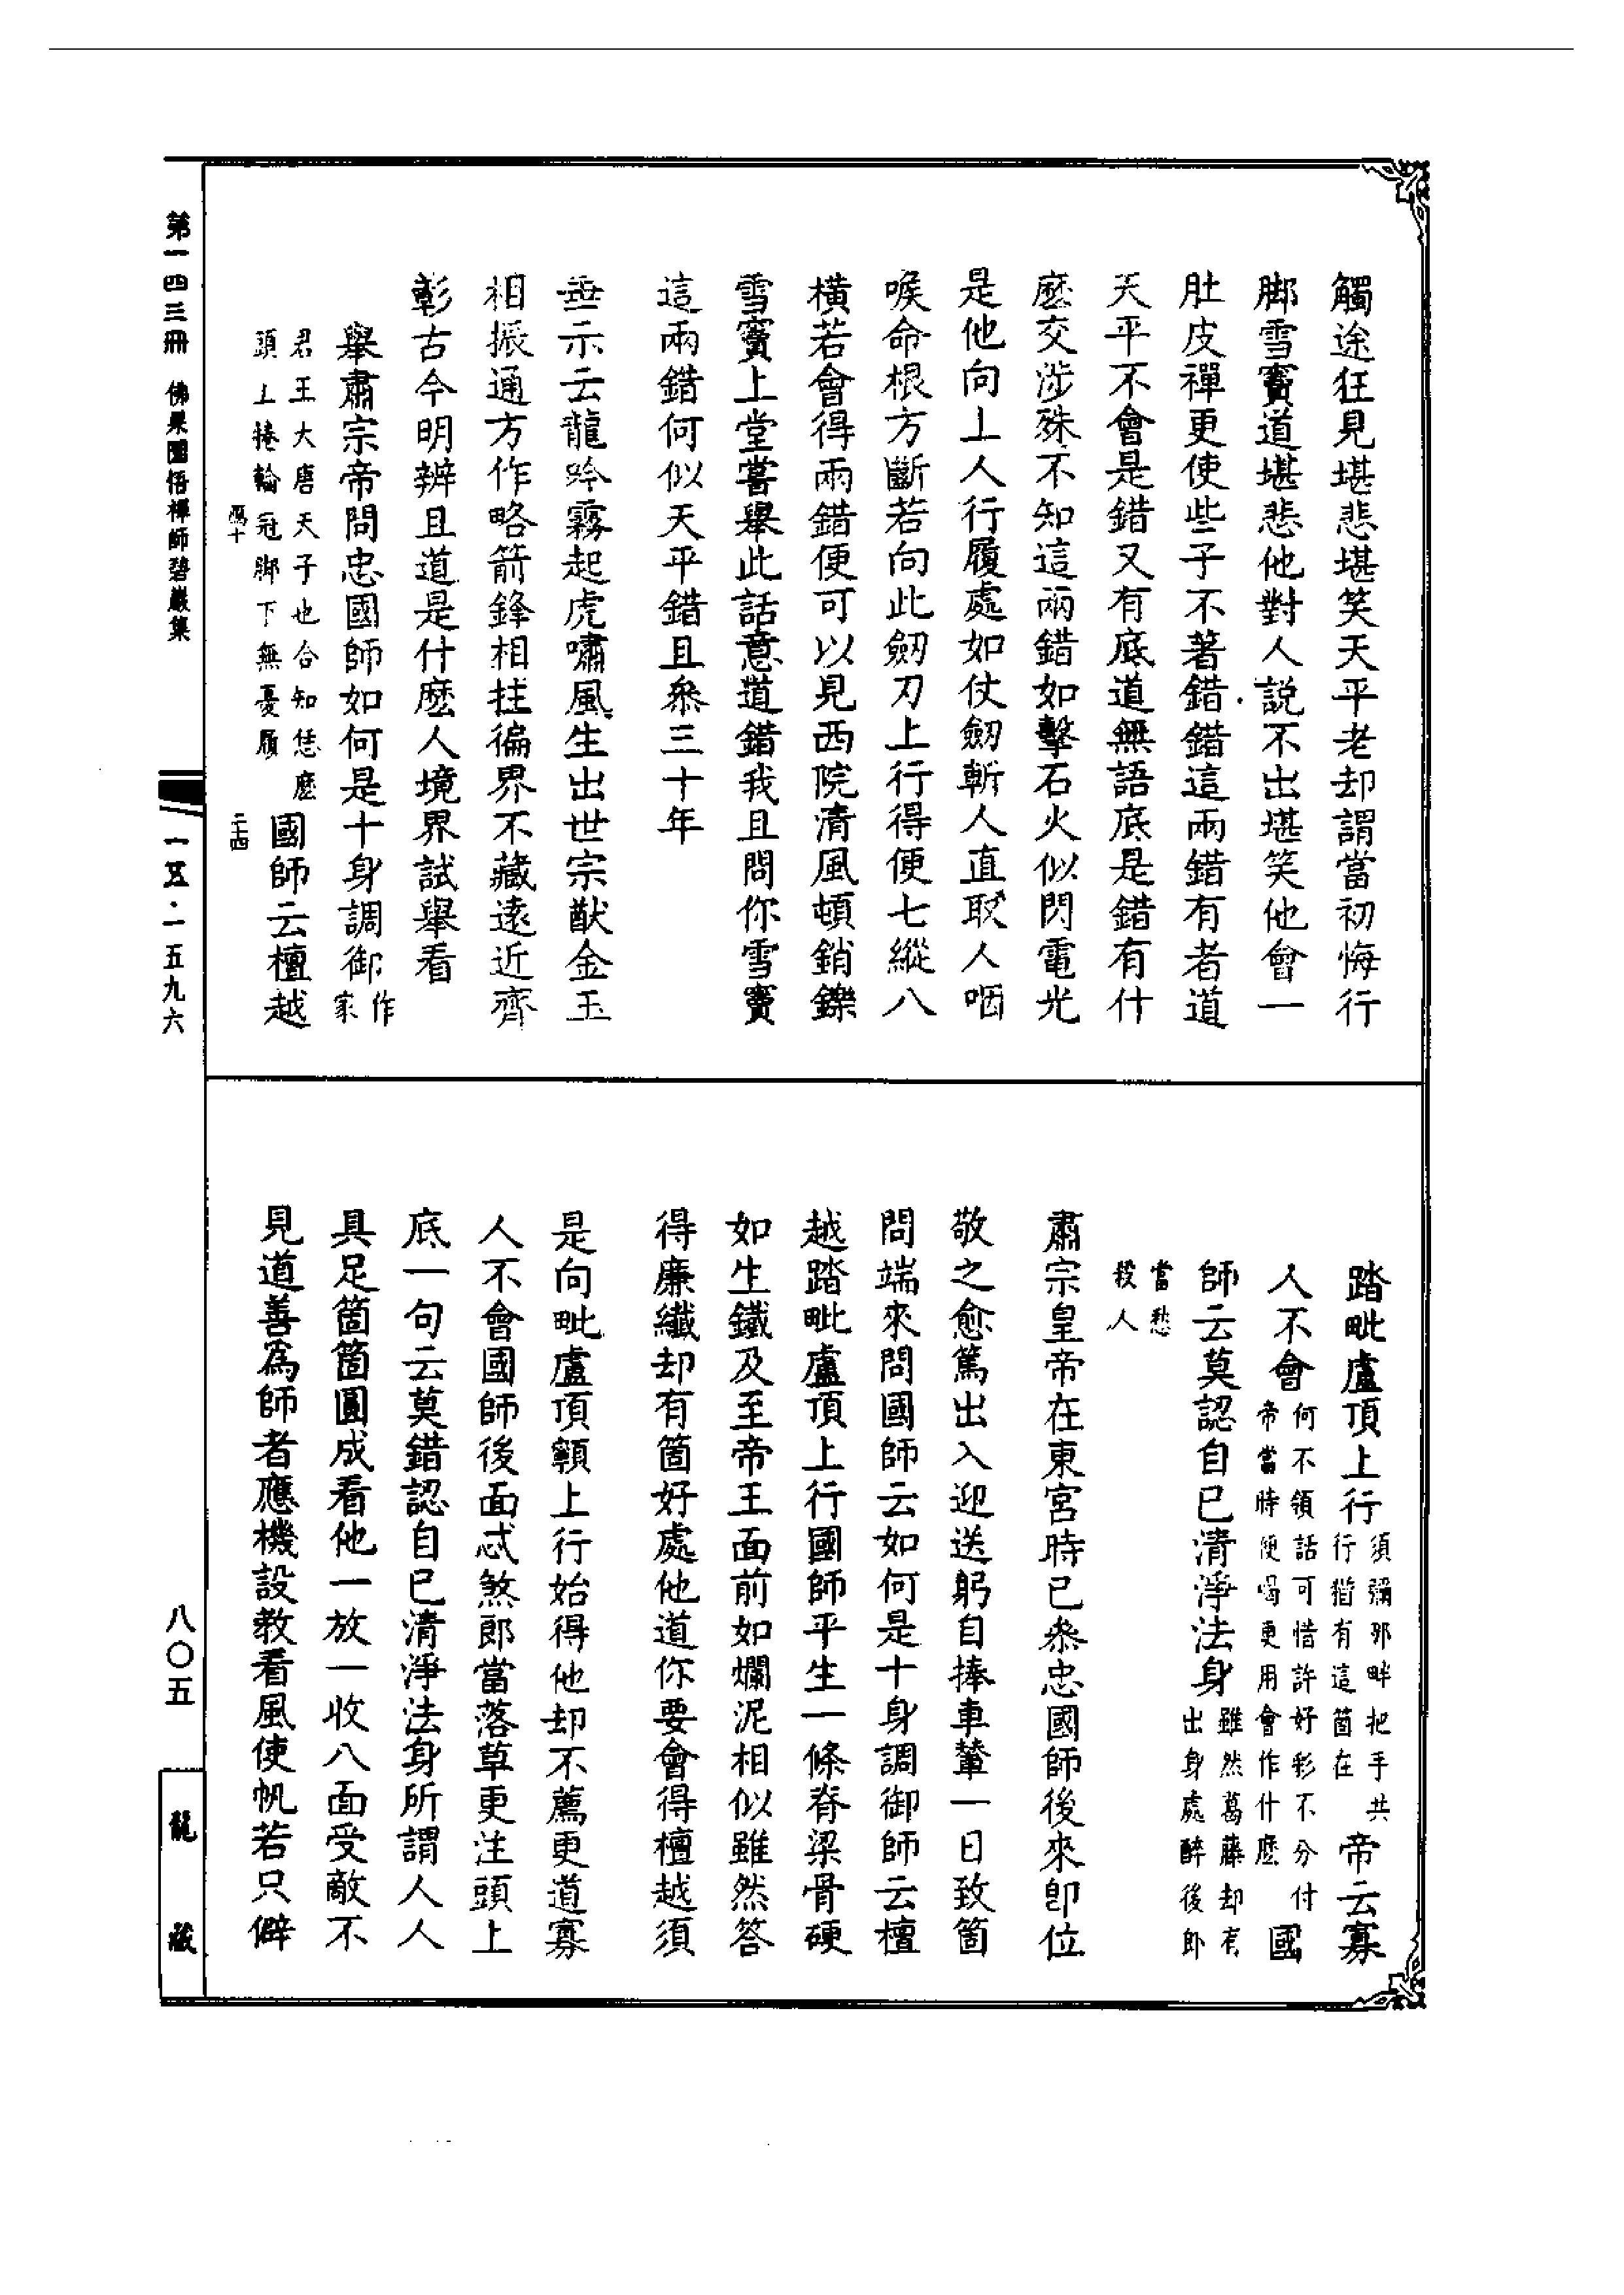 觸途狂見堪悲堪笑天平老却謂當初悔行
脚雪竇道堪悲他對人說不出堪笑他會一
肚皮禪更使些子不著錯錯這兩錯有者道
天平不會是錯又有底道無語底是錯有什
麽交涉殊不知這兩錯如擊石火似閃電光
是他向上人行履處如仗劒斬人直取人咽
喉命根方斷若向此劒刃上行得便七縱八
橫若會得兩錯便可以見西院清風頓銷鑠
雪竇上堂嘗舉此話意道錯我且問你雪竇
這兩錯何似天平錯且叅三十年
垂示云龍吟霧起虎嘯風生出世宗猷金玉
相振通方作略箭鋒相拄徧界不藏遠近齊
彰古今明辨且道是什麽人境界試舉看
舉肅宗帝問忠國師如何是十身調御作家
君王大唐天子也合知恁麽
頭上捲輪冠脚下無憂履
國師云檀越
踏毗盧頂上行須彌那畔把手共行猶有這箇在帝云寡
人不會何不領話可惜許好彩不分付帝當時便喝更用會作什麽國
師云莫認自已清淨法身雖然葛藤却有出身處醉後郎
當愁殺人
肅宗皇帝在東宮時已叅忠國師後來卽位
敬之愈篤出入迎送躬自捧車輦一日致箇
問端來問國師云如何是十身調御師云檀
越踏毗盧頂上行國師平生一條脊梁骨硬
如生鐵及至帝王面前如爛泥相似雖然答
得廉纖却有箇好處他道你要會得檀越須
是向毗盧頂𩕳上行始得他却不薦更道寡
人不會國師後面忒煞郎當落草更注頭上
底一句云莫錯認自已清淨法身所謂人人
具足箇箇圓成看他一放一收八面受敵不
見道善爲師者應機設教看風使帆若只僻
第一四三冊 佛果圜悟禪師碧巖集
一五九六
八〇五
龍藏